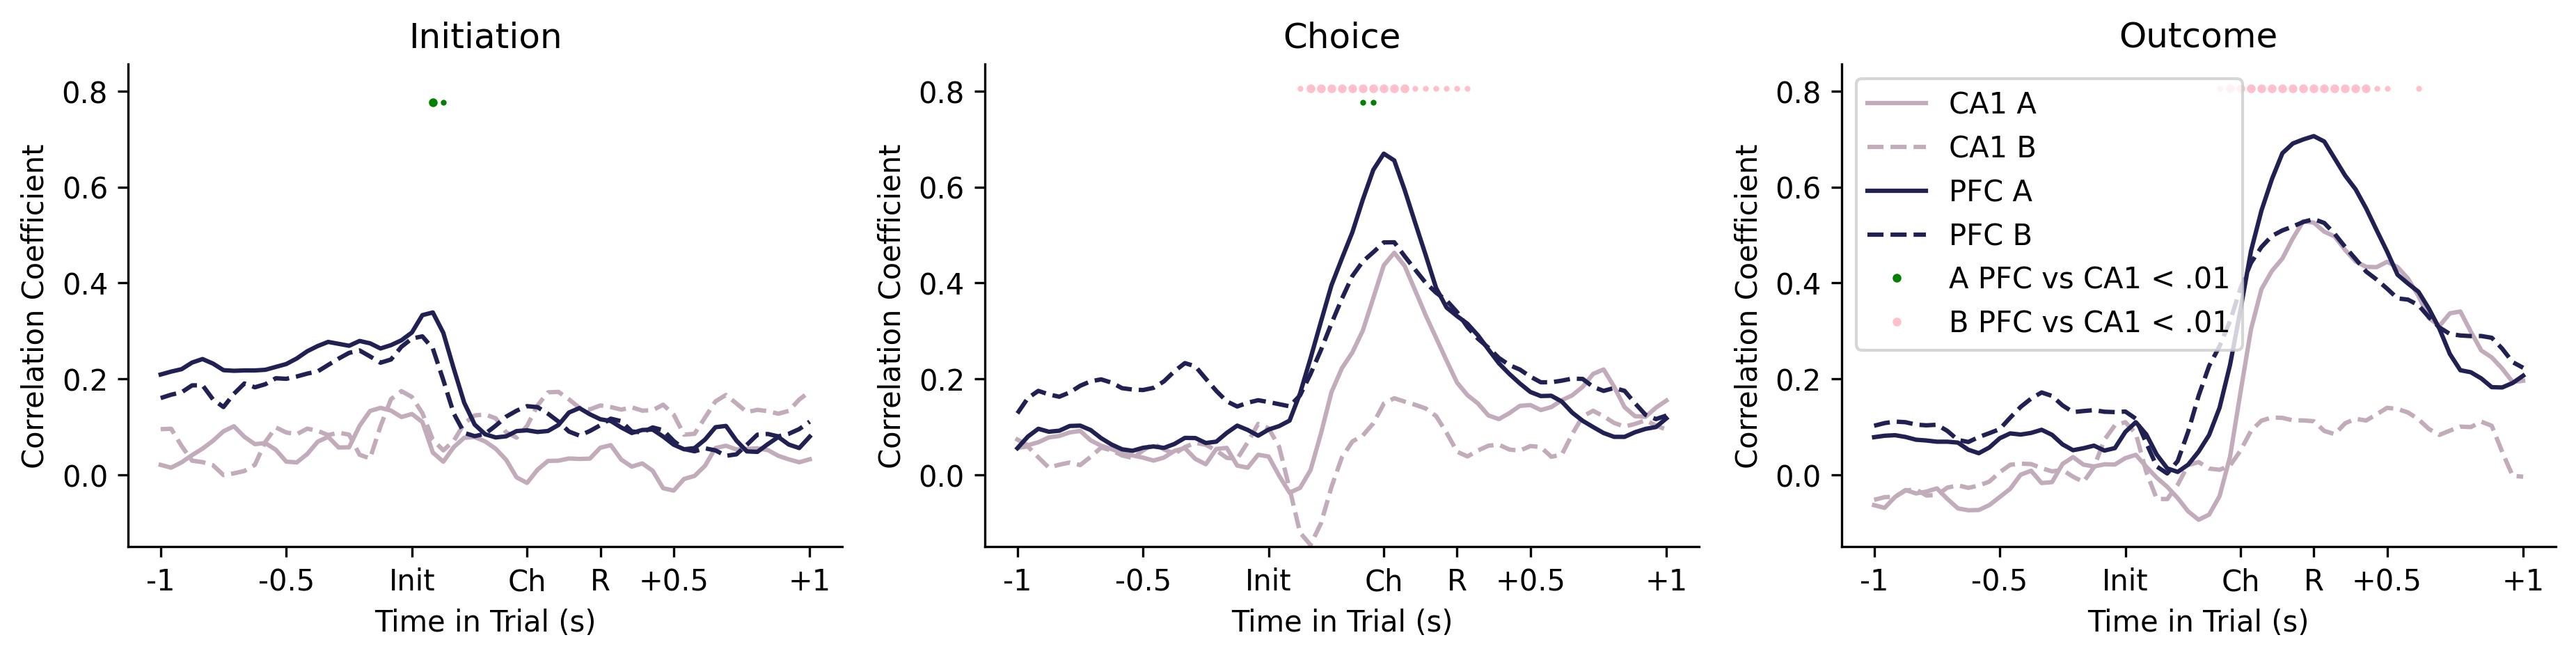 Initiation
Correlation Coefficient
0.8
0.6
0.4
0.2
0.0
-1 -0.5 Init Ch R +0.5 +1
Time in Trial (s)
Choice
Correlation Coefficient
0.8
0.6
0.4
0.2
0.0
-1 -0.5 Init Ch R +0.5 +1
Time in Trial (s)
Outcome
Correlation Coefficient
0.8
0.6
0.4
0.2
0.0
CA1 A
CA1 B
PFC A
PFC B
A PFC vs CA1 < .01
B PFC vs CA1 < .01
-1 -0.5 Init Ch R +0.5 +1
Time in Trial (s)